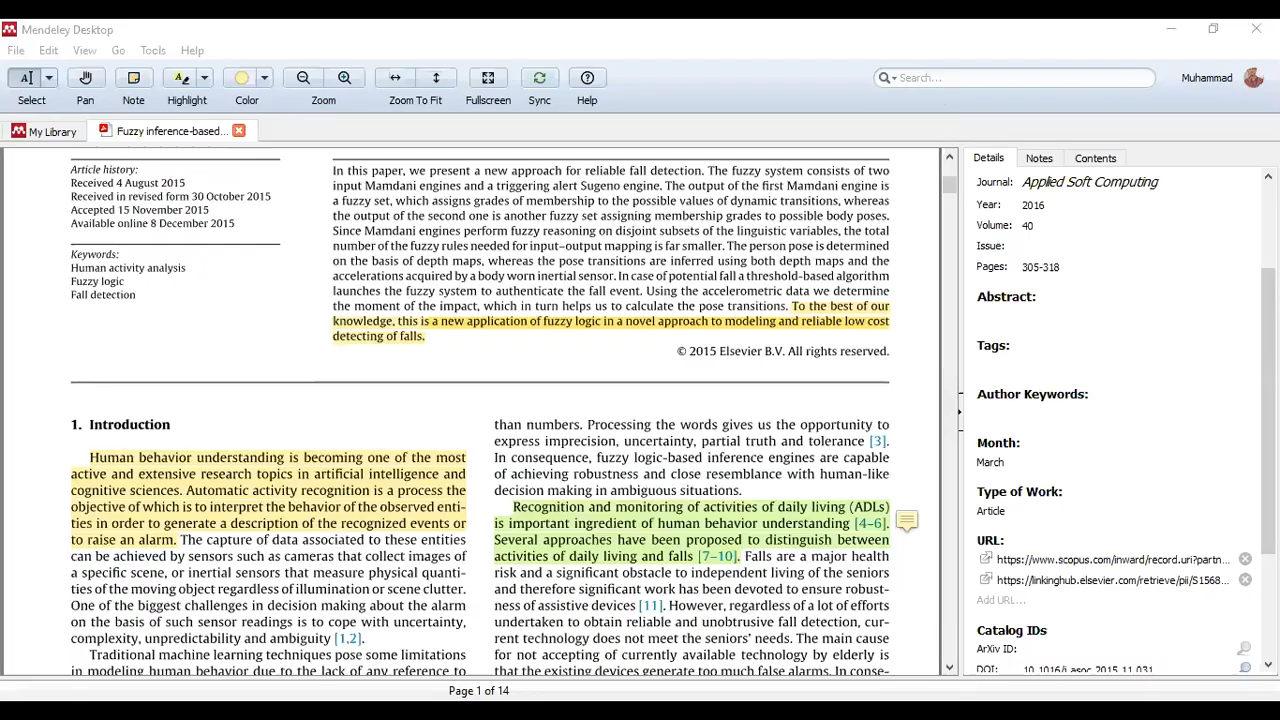 Mendeley Desktop
File Edit View Go Tools Help
Select Pan Note Highlight Color Zoom Zoom To Fit Fullscreen Sync Help
Search...
Muhammad
My Library
Fuzzy inference-based...
Article history:
Received 4 August 2015
Received in revised form 30 October 2015
Accepted 15 November 2015
Available online 8 December 2015
Keywords:
Human activity analysis
Fuzzy logic
Fall detection
In this paper, we present a new approach for reliable fall detection. The fuzzy system consists of two
input Mamdani engines and a triggering alert Sugeno engine. The output of the first Mamdani engine is
a fuzzy set, which assigns grades of membership to the possible values of dynamic transitions, whereas
the output of the second one is another fuzzy set assigning membership grades to possible body poses.
Since Mamdani engines perform fuzzy reasoning on disjoint subsets of the linguistic variables, the total
number of the fuzzy rules needed for input–output mapping is far smaller. The person pose is determined
on the basis of depth maps, whereas the pose transitions are inferred using both depth maps and the
accelerations acquired by a body worn inertial sensor. In case of potential fall a threshold-based algorithm
launches the fuzzy system to authenticate the fall event. Using the accelerometric data we determine
the moment of the impact, which in turn helps us to calculate the pose transitions. To the best of our
knowledge, this is a new application of fuzzy logic in a novel approach to modeling and reliable low cost
detecting of falls.
© 2015 Elsevier B.V. All rights reserved.
1. Introduction
Human behavior understanding is becoming one of the most
active and extensive research topics in artificial intelligence and
cognitive sciences. Automatic activity recognition is a process the
objective of which is to interpret the behavior of the observed enti-
ties in order to generate a description of the recognized events or
to raise an alarm. The capture of data associated to these entities
can be achieved by sensors such as cameras that collect images of
a specific scene, or inertial sensors that measure physical quanti-
ties of the moving object regardless of illumination or scene clutter.
One of the biggest challenges in decision making about the alarm
on the basis of such sensor readings is to cope with uncertainty,
complexity, unpredictability and ambiguity [1,2].
Traditional machine learning techniques pose some limitations
in modeling human behavior due to the lack of any reference to
than numbers. Processing the words gives us the opportunity to
express imprecision, uncertainty, partial truth and tolerance [3].
In consequence, fuzzy logic-based inference engines are capable
of achieving robustness and close resemblance with human-like
decision making in ambiguous situations.
Recognition and monitoring of activities of daily living (ADLs)
is important ingredient of human behavior understanding [4–6].
Several approaches have been proposed to distinguish between
activities of daily living and falls [7–10]. Falls are a major health
risk and a significant obstacle to independent living of the seniors
and therefore significant work has been devoted to ensure robust-
ness of assistive devices [11]. However, regardless of a lot of efforts
undertaken to obtain reliable and unobtrusive fall detection, cur-
rent technology does not meet the seniors' needs. The main cause
for not accepting of currently available technology by elderly is
that the existing devices generate too much false alarms. In conse-
Page 1 of 14
Details Notes Contents
Journal: Applied Soft Computing
Year: 2016
Volume: 40
Issue:
Pages: 305-318
Abstract:
Tags:
Author Keywords:
Month:
March
Type of Work:
Article
URL:
https://www.scopus.com/inward/record.uri?partn...
https://linkinghub.elsevier.com/retrieve/pii/S1568...
Add URL...
Catalog IDs
ArXiv ID:
DOI: 10.1016/j.asoc.2015.11.031